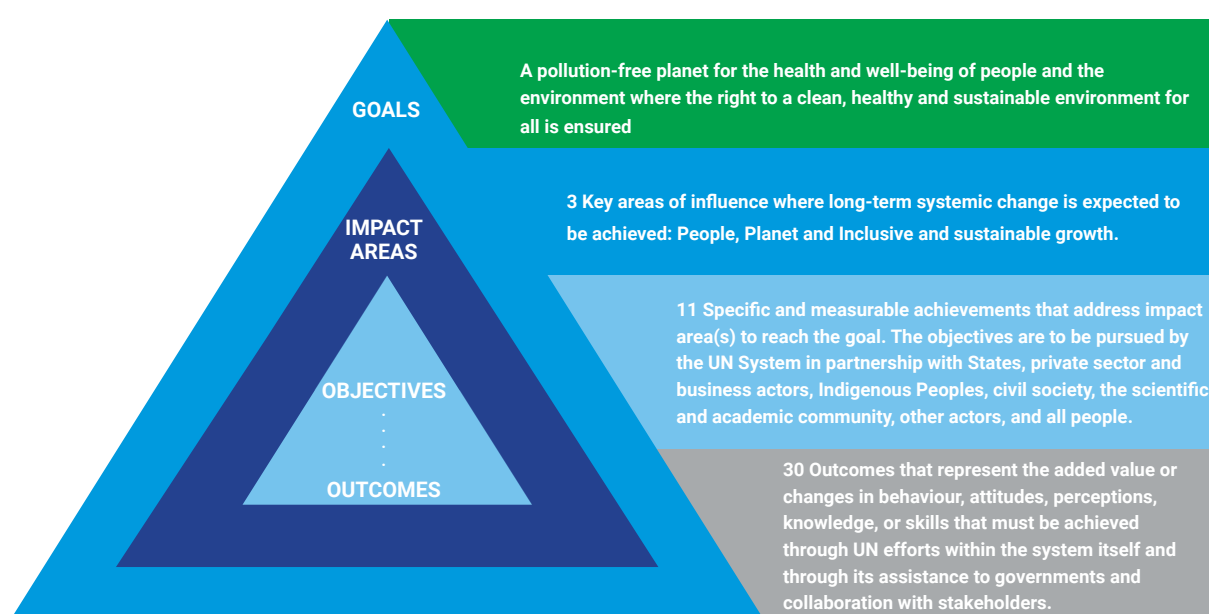 GOALS
A pollution-free planet for the health and well-being of people and the
environment where the right to a clean, healthy and sustainable environment for
all is ensured
IMPACT
AREAS
3 Key areas of influence where long-term systemic change is expected to
be achieved: People, Planet and Inclusive and sustainable growth.
OBJECTIVES
.
.
.
.
OUTCOMES
11 Specific and measurable achievements that address impact
area(s) to reach the goal. The objectives are to be pursued by
the UN System in partnership with States, private sector and
business actors, Indigenous Peoples, civil society, the scientific
and academic community, other actors, and all people.
30 Outcomes that represent the added value or
changes in behaviour, attitudes, perceptions,
knowledge, or skills that must be achieved
through UN efforts within the system itself and
through its assistance to governments and
collaboration with stakeholders.